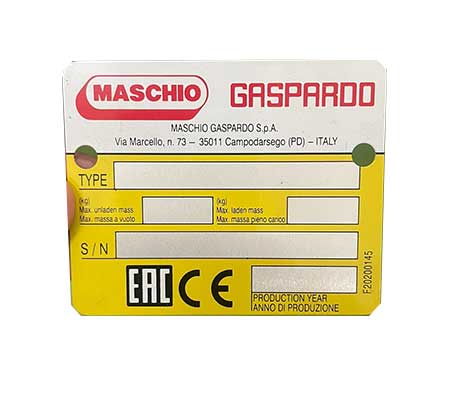 MASCHIO GASPARDO
MASCHIO GASPARDO S.p.A.
Via Marcello, n. 73 – 35011 Campodarsego (PD) – ITALY
TYPE
(kg)
Max. unladen mass
Max. massa a vuoto
(kg)
Max. laden mass
Max. massa pieno carico
S/N
EAC CE
PRODUCTION YEAR
ANNO DI PRODUZIONE
F20200145